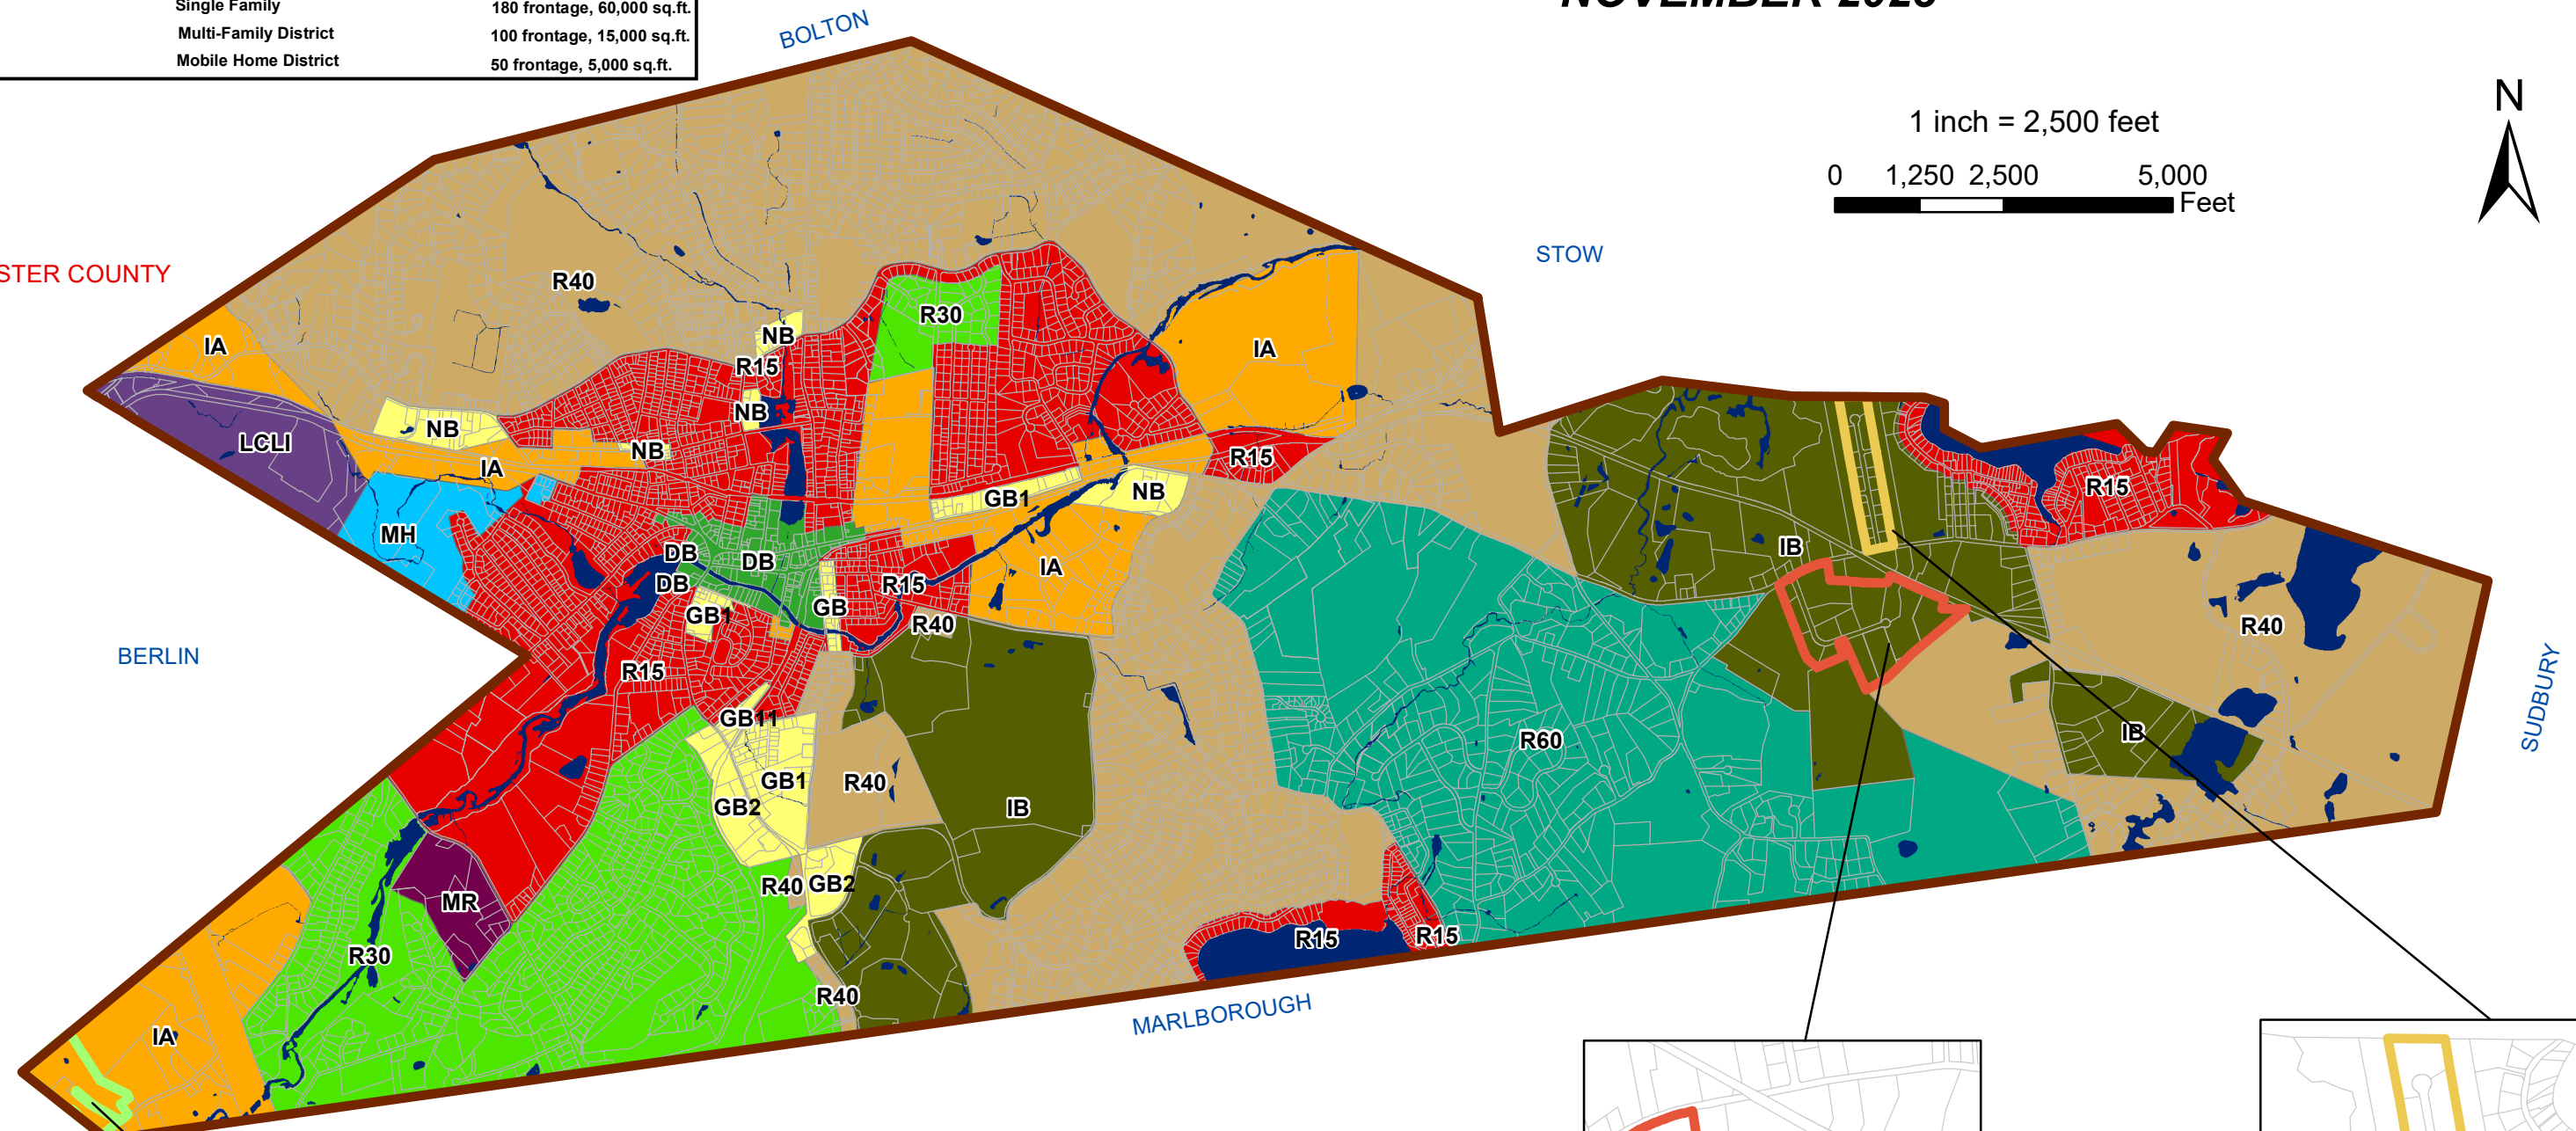 Single Family 180 frontage, 60,000 sq.ft.
Multi-Family District 100 frontage, 15,000 sq.ft.
Mobile Home District 50 frontage, 5,000 sq.ft.
BOLTON
1 inch = 2,500 feet
N
0 1,250 2,500 5,000
Feet
STOW
STER COUNTY
R40
R30
NB
IA
IA
R15
NB
NB
LCLI
NB
IA
R15
R15
NB
GB1
MH
IB
DB
DB
IA
DB
R15
GB
GB1
R40
R40
BERLIN
R15
SUDBURY
GB11
IB
R60
GB1
R40
GB2
IB
R40
GB2
MR
R15
R15
R30
R40
MARLBOROUGH
IA